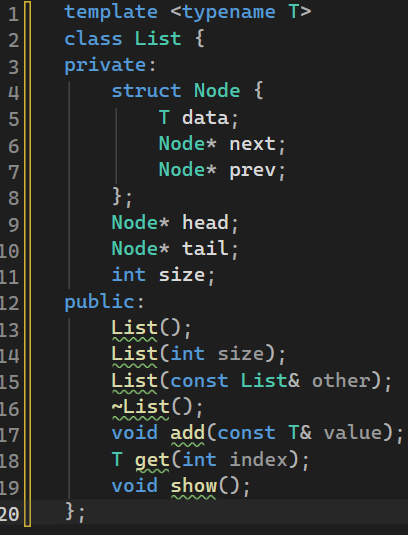 1 template <typename T>
2 class List {
3 private:
4     struct Node {
5         T data;
6         Node* next;
7         Node* prev;
8     };
9     Node* head;
10     Node* tail;
11     int size;
12 public:
13     List();
14     List(int size);
15     List(const List& other);
16     ~List();
17     void add(const T& value);
18     T get(int index);
19     void show();
20 };